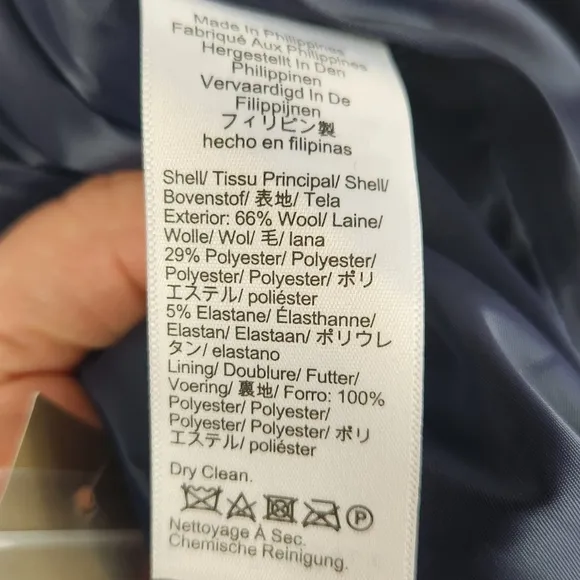 Made In Philippines
Fabriqué Aux Philippines
Hergestellt In Den
Philippinen
Vervaardigd In De
Filippijnen
フィリピン製
hecho en filipinas
Shell/ Tissu Principal/ Shell/
Bovenstof/ 表地/ Tela
Exterior: 66% Wool/ Laine/
Wolle/ Wol/ 毛/ lana
29% Polyester/ Polyester/
Polyester/ Polyester/ ポリ
エステル/ poliéster
5% Elastane/ Élasthanne/
Elastan/ Elastaan/ ポリウレ
タン/ elastano
Lining/ Doublure/ Futter/
Voering/ 裏地/ Forro: 100%
Polyester/ Polyester/
Polyester/ Polyester/ ポリ
エステル/ poliéster
Dry Clean.
P
Nettoyage À Sec.
Chemische Reinigung.